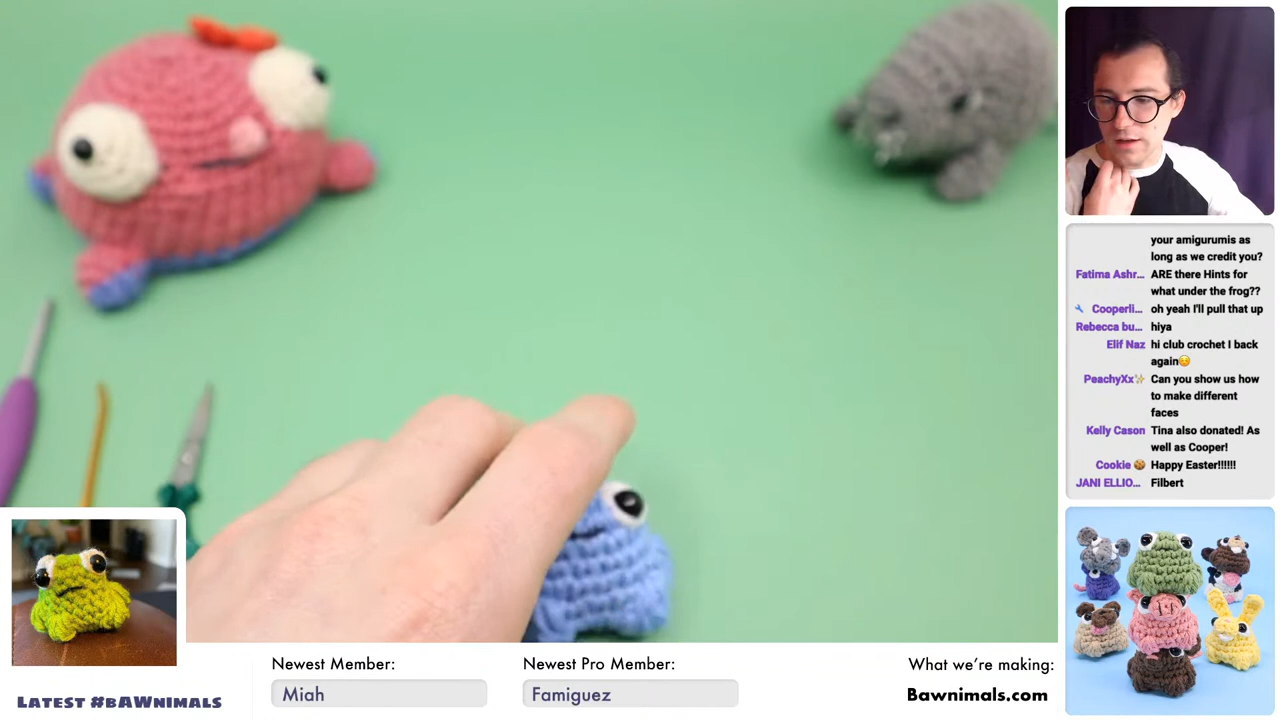 your amigurumis as
long as we credit you?
Fatima Ashr... ARE there Hints for
what under the frog??
Cooperli... oh yeah I'll pull that up
Rebecca bu... hiya
Elif Naz hi club crochet I back
again😔
PeachyXx✨ Can you show us how
to make different
faces
Kelly Cason Tina also donated! As
well as Cooper!
Cookie 🍪 Happy Easter!!!!!!
JANI ELLIO... Filbert
Newest Member:
Miah
Newest Pro Member:
Famiguez
What we're making:
Bawnimals.com
Latest #bAWnimals